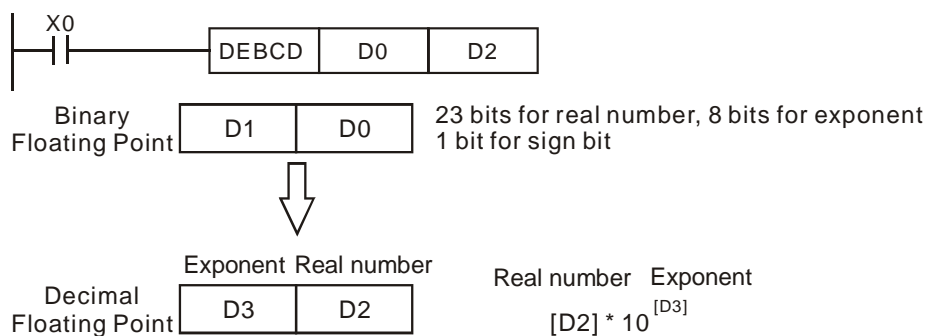 X0
DEBCD D0 D2
Binary
Floating Point
D1 D0
23 bits for real number, 8 bits for exponent
1 bit for sign bit
Exponent Real number
Decimal
Floating Point
D3 D2
Real number Exponent
[D2] * 10 [D3]